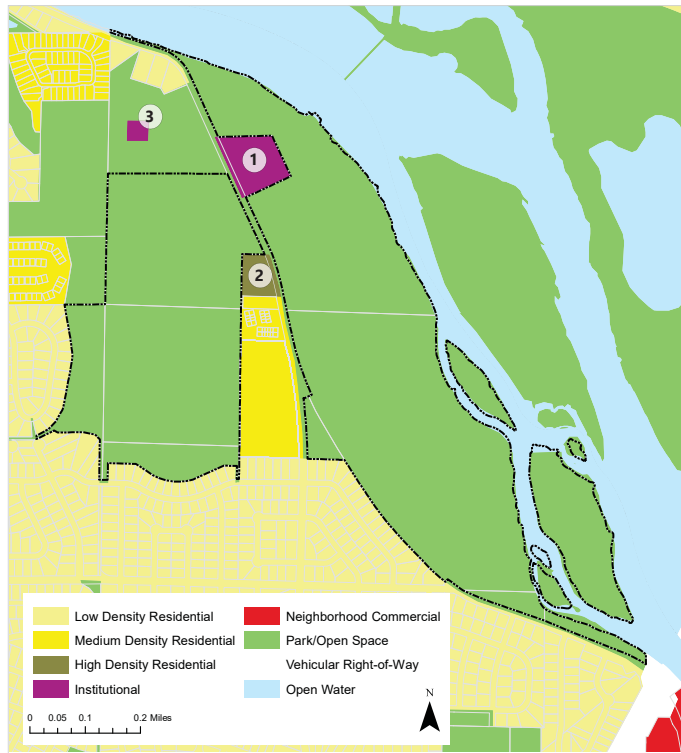 3
1
2
Low Density Residential
Medium Density Residential
High Density Residential
Institutional
Neighborhood Commercial
Park/Open Space
Vehicular Right-of-Way
Open Water
N
0 0.05 0.1 0.2 Miles